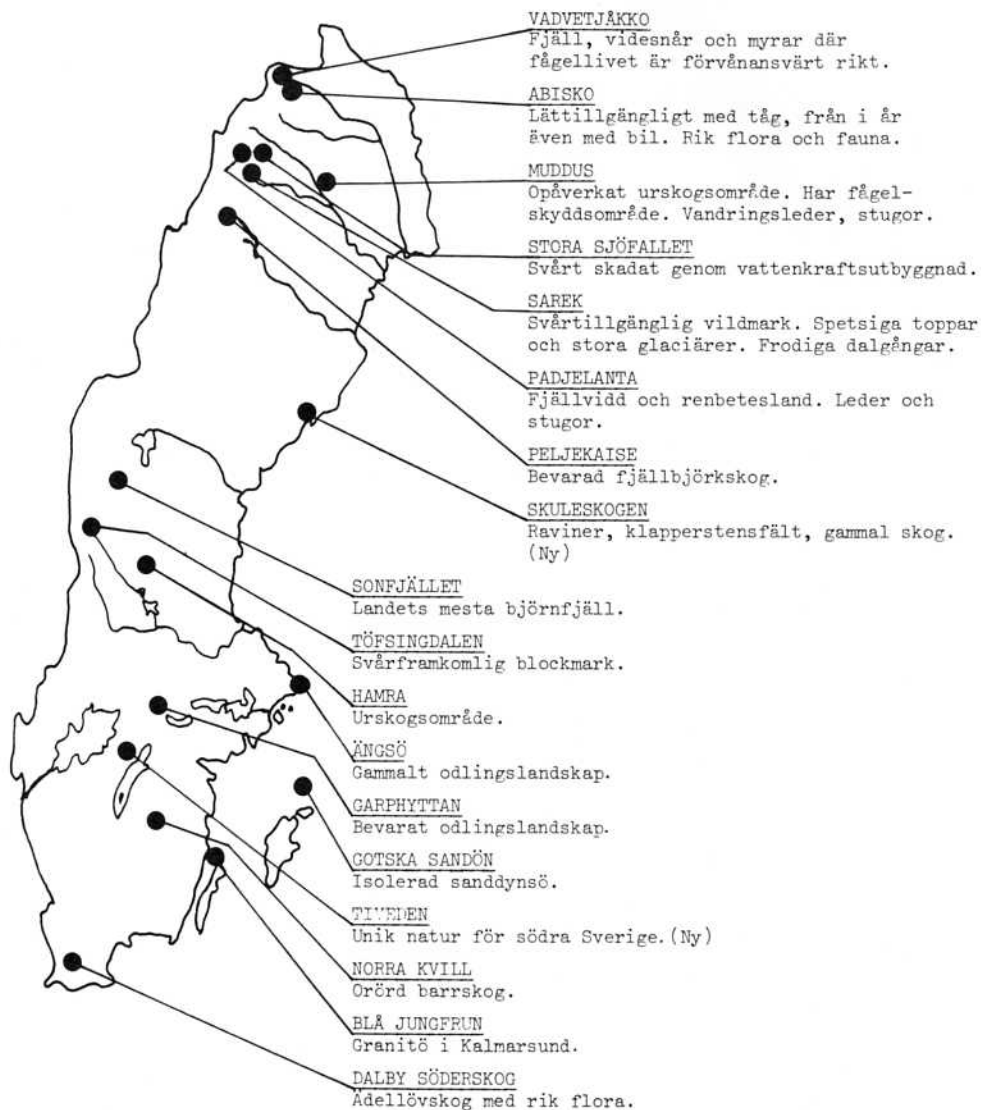 VADVETJÅKKO
Fjäll, videsnår och myrar där
fågellivet är förvånansvärt rikt.
ABISKO
Lättillgängligt med tåg, från i år
även med bil. Rik flora och fauna.
MUDDUS
Opåverkat urskogsområde. Har fågel-
skyddsområde. Vandringsleder, stugor.
STORA SJÖFALLET
Svårt skadat genom vattenkraftsutbyggnad.
SAREK
Svårtillgänglig vildmark. Spetsiga toppar
och stora glaciärer. Frodiga dalgångar.
PADJELANTA
Fjällvidd och renbetesland. Leder och
stugor.
PELJEKAISE
Bevarad fjällbjörkskog.
SKULESKOGEN
Raviner, klapperstensfält, gammal skog.
(Ny)
SONFJÄLLET
Landets mesta björnfjäll.
TÖFSINGDALEN
Svårframkomlig blockmark.
HAMRA
Urskogsområde.
ÄNGSÖ
Gammalt odlingslandskap.
GARPHYTTAN
Bevarat odlingslandskap.
GOTSKA SANDÖN
Isolerad sanddynsö.
TIVEDEN
Unik natur för södra Sverige.(Ny)
NORRA KVILL
Orörd barrskog.
BLÅ JUNGFRUN
Granitö i Kalmarsund.
DALBY SÖDERSKOG
Ädellövskog med rik flora.